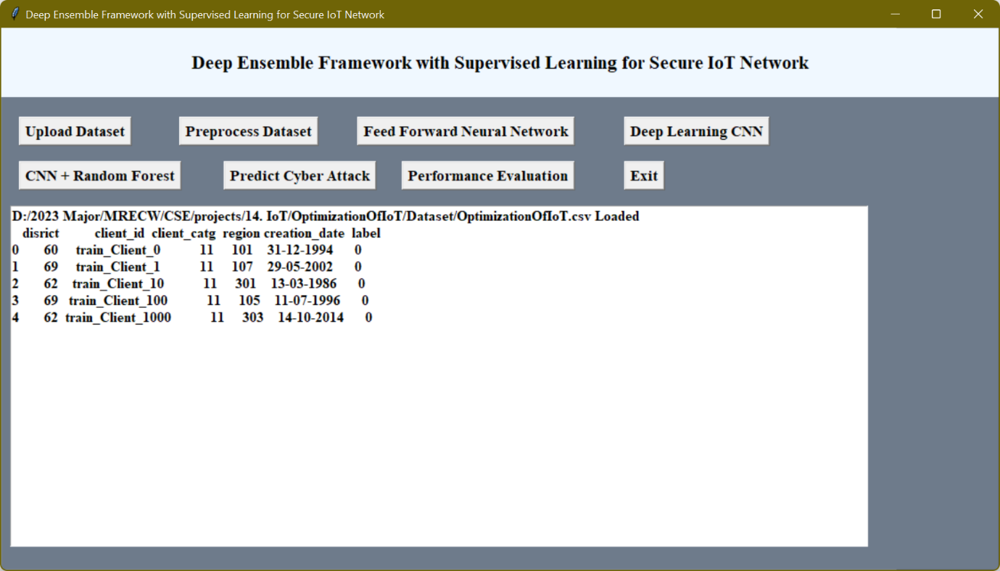 Deep Ensemble Framework with Supervised Learning for Secure IoT Network
Deep Ensemble Framework with Supervised Learning for Secure IoT Network
Upload Dataset Preprocess Dataset Feed Forward Neural Network Deep Learning CNN
CNN + Random Forest Predict Cyber Attack Performance Evaluation Exit
D:/2023 Major/MRECW/CSE/projects/14. IoT/OptimizationOfIoT/Dataset/OptimizationOfIoT.csv Loaded
disrict client_id client_catg region creation_date label
0 60 train_Client_0 11 101 31-12-1994 0
1 69 train_Client_1 11 107 29-05-2002 0
2 62 train_Client_10 11 301 13-03-1986 0
3 69 train_Client_100 11 105 11-07-1996 0
4 62 train_Client_1000 11 303 14-10-2014 0